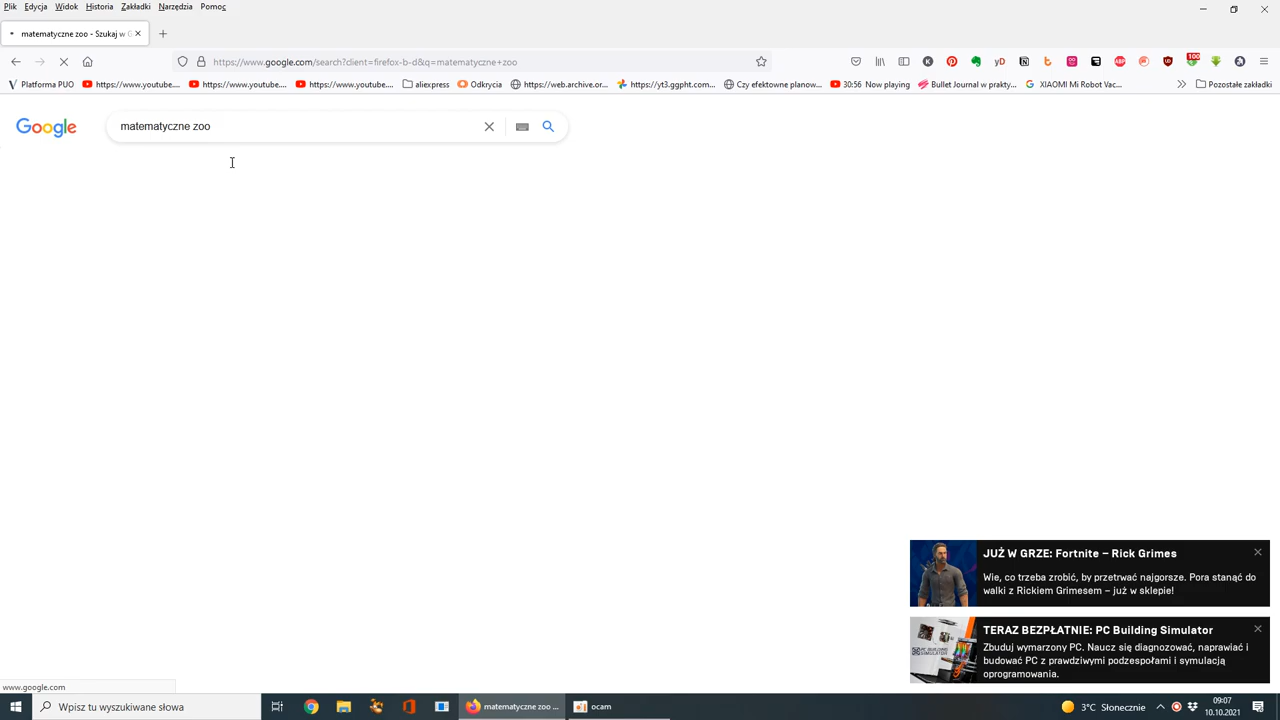 Plik Edycja Widok Historia Zakładki Narzędzia Pomoc
matematyczne zoo - Szukaj w G
https://www.google.com/search?client=firefox-b-d&q=matematyczne+zoo
100
Platforma PUO https://www.youtube.... https://www.youtube.... https://www.youtube.... aliexpress Odkrycia https://web.archive.or... https://yt3.ggpht.com... Czy efektowne planow... 30:56 Now playing Bullet Journal w prakty... XIAOMI Mi Robot Vac... Pozostałe zakładki
Google matematyczne zoo
JUŻ W GRZE: Fortnite – Rick Grimes
Wie, co trzeba zrobić, by przetrwać najgorsze. Pora stanąć do
walki z Rickiem Grimesem – już w sklepie!
TERAZ BEZPŁATNIE: PC Building Simulator
Zbuduj wymarzony PC. Naucz się diagnozować, naprawiać i
budować PC z prawdziwymi podzespołami i symulacją
oprogramowania.
PC BUILDING
SIMULATOR
www.google.com
Wpisz tu wyszukiwane słowa matematyczne zoo ... ocam 3°C Słonecznie 09:07
10.10.2021